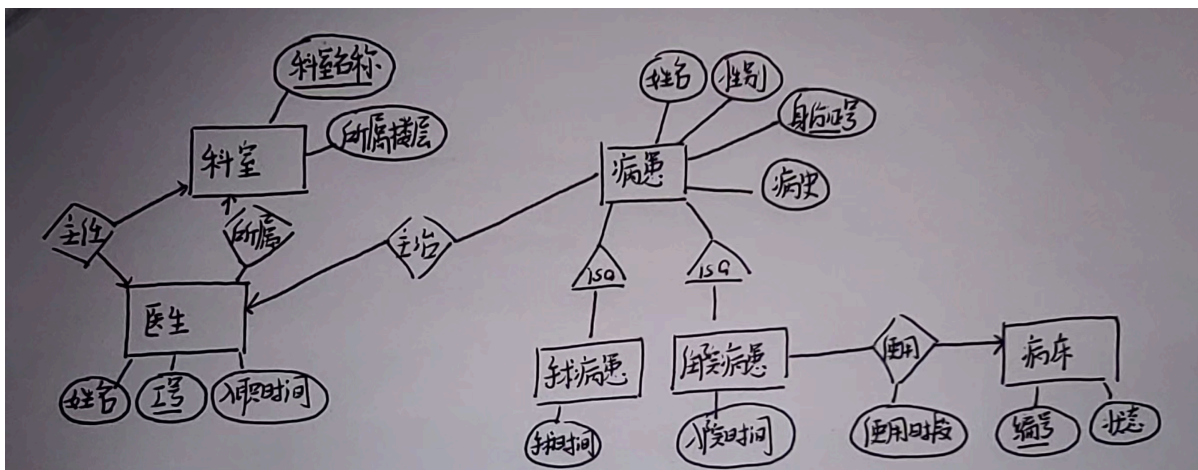 科室名称
所属楼层
科室
主任
所属
医生
姓名
工号
入职时间
主治
姓名
性别
身份证号
病史
病患
isa
isa
手术病患
住院病患
手术时间
入院时间
使用
使用时段
病床
编号
状态